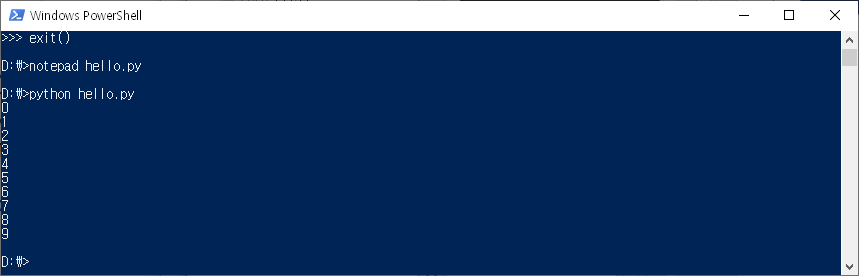 Windows PowerShell
>>> exit()
D:₩>notepad hello.py
D:₩>python hello.py
0
1
2
3
4
5
6
7
8
9
D:₩>